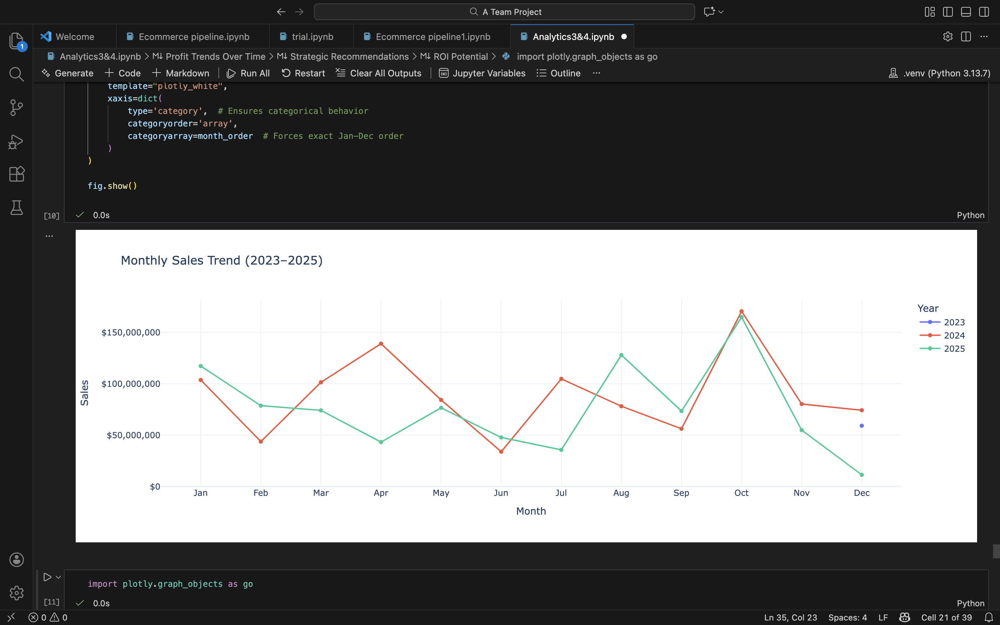 A Team Project
1
Welcome
Ecommerce pipeline.ipynb
trial.ipynb
Ecommerce pipeline1.ipynb
Analytics3&4.ipynb
Analytics3&4.ipynb > M↓ Profit Trends Over Time > M↓ Strategic Recommendations > M↓ ROI Potential > import plotly.graph_objects as go
Generate + Code + Markdown | Run All Restart Clear All Outputs | Jupyter Variables Outline ··· .venv (Python 3.13.7)
template="plotly_white",
xaxis=dict(
type='category', # Ensures categorical behavior
categoryorder='array',
categoryarray=month_order # Forces exact Jan–Dec order
)
)
fig.show()
[10] 0.0s Python
Monthly Sales Trend (2023–2025)
Year
2023
2024
2025
Sales
$150,000,000
$100,000,000
$50,000,000
$0
Jan Feb Mar Apr May Jun Jul Aug Sep Oct Nov Dec
Month
import plotly.graph_objects as go
[11] 0.0s Python
0 0 Ln 35, Col 23 Spaces: 4 LF Cell 21 of 39